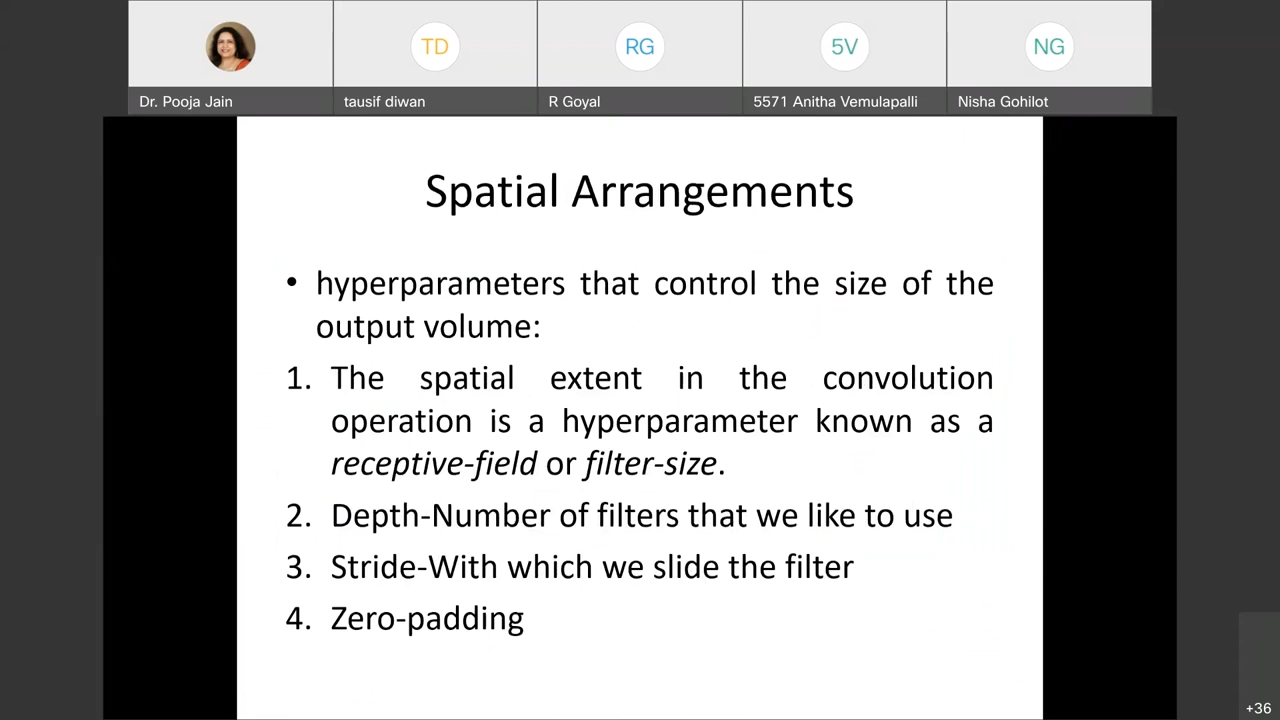 TD
RG
5V
NG
Dr. Pooja Jain
tausif diwan
R Goyal
5571 Anitha Vemulapalli
Nisha Gohilot
Spatial Arrangements
• hyperparameters that control the size of the
output volume:
1. The spatial extent in the convolution
operation is a hyperparameter known as a
receptive-field or filter-size.
2. Depth-Number of filters that we like to use
3. Stride-With which we slide the filter
4. Zero-padding
+36